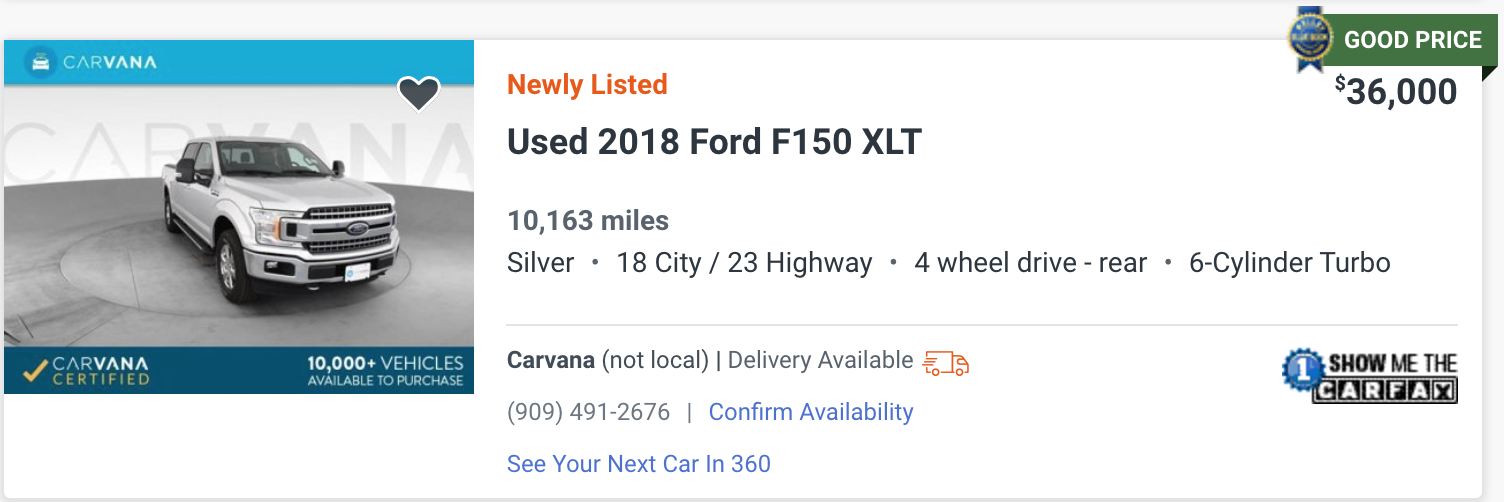 CARVANA
CARVANA
CARVANA
CERTIFIED
10,000+ VEHICLES
AVAILABLE TO PURCHASE
GOOD PRICE
$36,000
Newly Listed
Used 2018 Ford F150 XLT
10,163 miles
Silver • 18 City / 23 Highway • 4 wheel drive - rear • 6-Cylinder Turbo
Carvana (not local) | Delivery Available
(909) 491-2676 | Confirm Availability
See Your Next Car In 360
1 SHOW ME THE
CARFAX